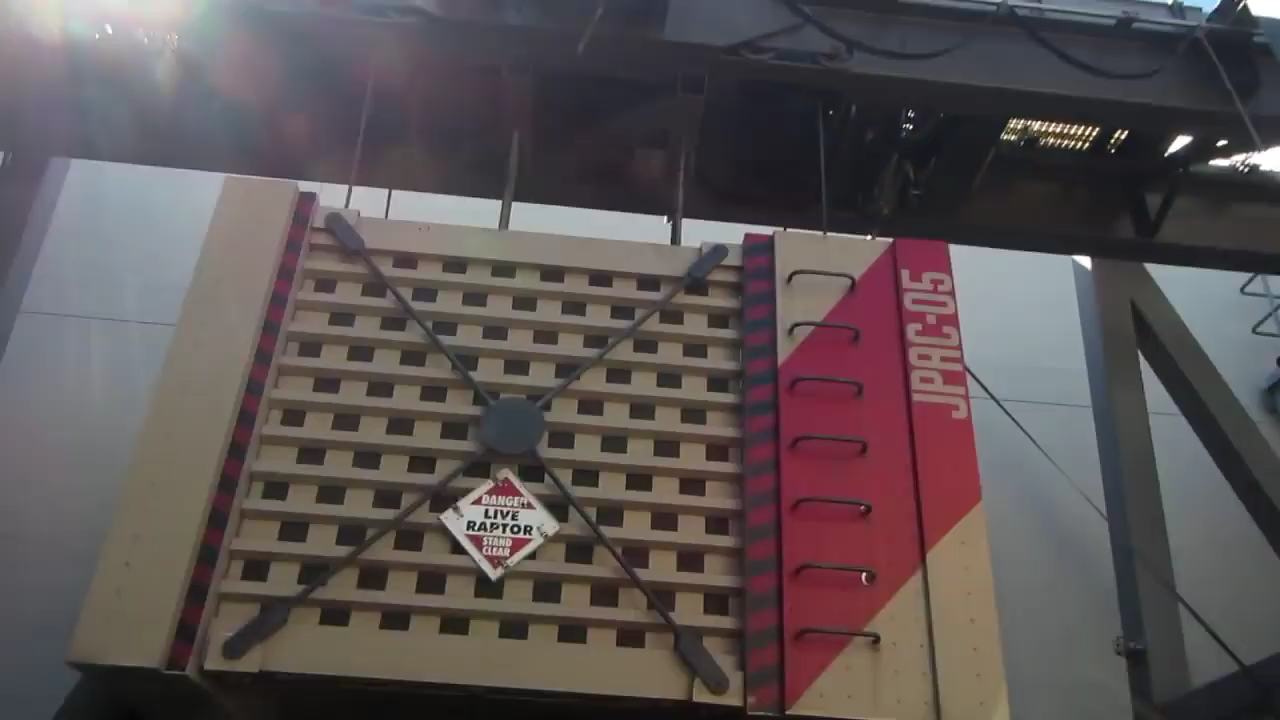 JPAC-05
DANGER
LIVE
RAPTOR
STAND
CLEAR